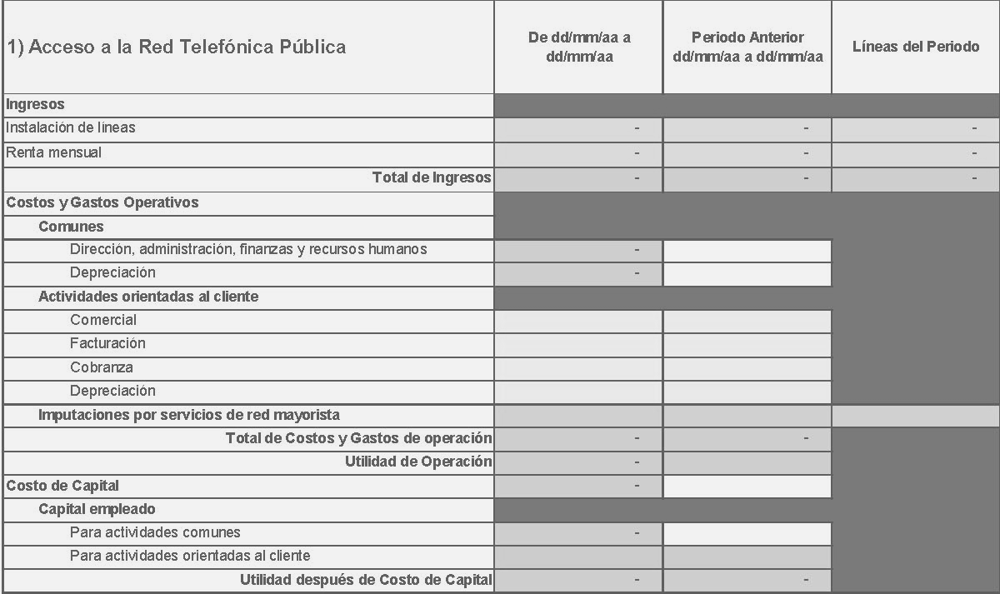 1) Acceso a la Red Telefónica Pública
De dd/mm/aa a
dd/mm/aa
Periodo Anterior
dd/mm/aa a dd/mm/aa
Líneas del Periodo
Ingresos
Instalación de líneas - - -
Renta mensual - - -
Total de Ingresos - - -
Costos y Gastos Operativos
Comunes
Dirección, administración, finanzas y recursos humanos -
Depreciación -
Actividades orientadas al cliente
Comercial
Facturación
Cobranza
Depreciación
Imputaciones por servicios de red mayorista
Total de Costos y Gastos de operación - -
Utilidad de Operación -
Costo de Capital -
Capital empleado
Para actividades comunes -
Para actividades orientadas al cliente
Utilidad después de Costo de Capital - -